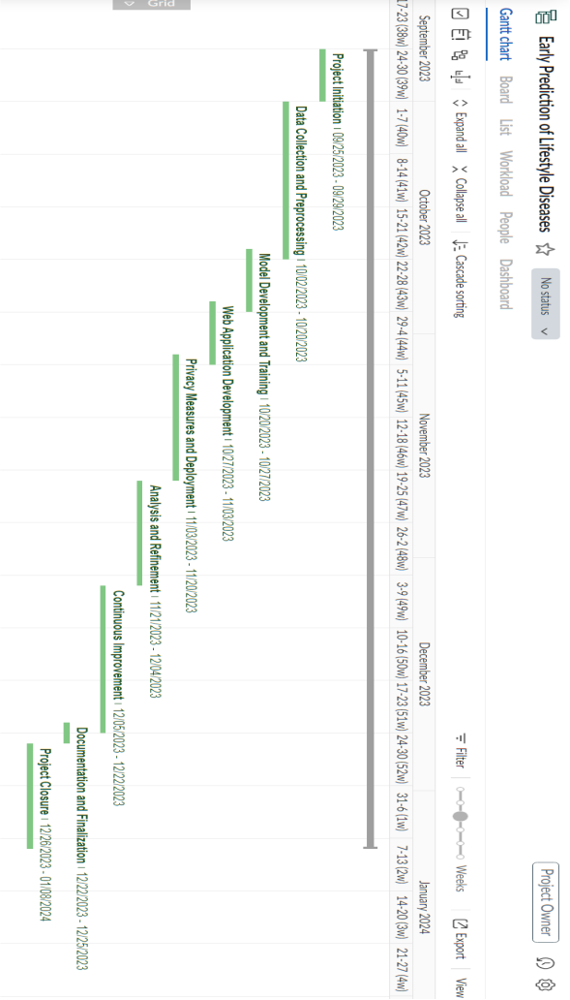 Early Prediction of Lifestyle Diseases No status Project Owner
Gantt chart Board List Workload People Dashboard
Expand all Collapse all Cascade sorting Filter Weeks Export View
September 2023 October 2023 November 2023 December 2023 January 2024
17-23 (38w) 24-30 (39w) 1-7 (40w) 8-14 (41w) 15-21 (42w) 22-28 (43w) 29-4 (44w) 5-11 (45w) 12-18 (46w) 19-25 (47w) 26-2 (48w) 3-9 (49w) 10-16 (50w) 17-23 (51w) 24-30 (52w) 31-6 (1w) 7-13 (2w) 14-20 (3w) 21-27 (4w)
Project Initiation | 09/25/2023 - 09/29/2023
Data Collection and Preprocessing | 10/02/2023 - 10/20/2023
Model Development and Training | 10/20/2023 - 10/27/2023
Web Application Development | 10/27/2023 - 11/03/2023
Privacy Measures and Deployment | 11/03/2023 - 11/20/2023
Analysis and Refinement | 11/21/2023 - 12/04/2023
Continuous Improvement | 12/05/2023 - 12/22/2023
Documentation and Finalization | 12/22/2023 - 12/25/2023
Project Closure | 12/26/2023 - 01/08/2024
Grid